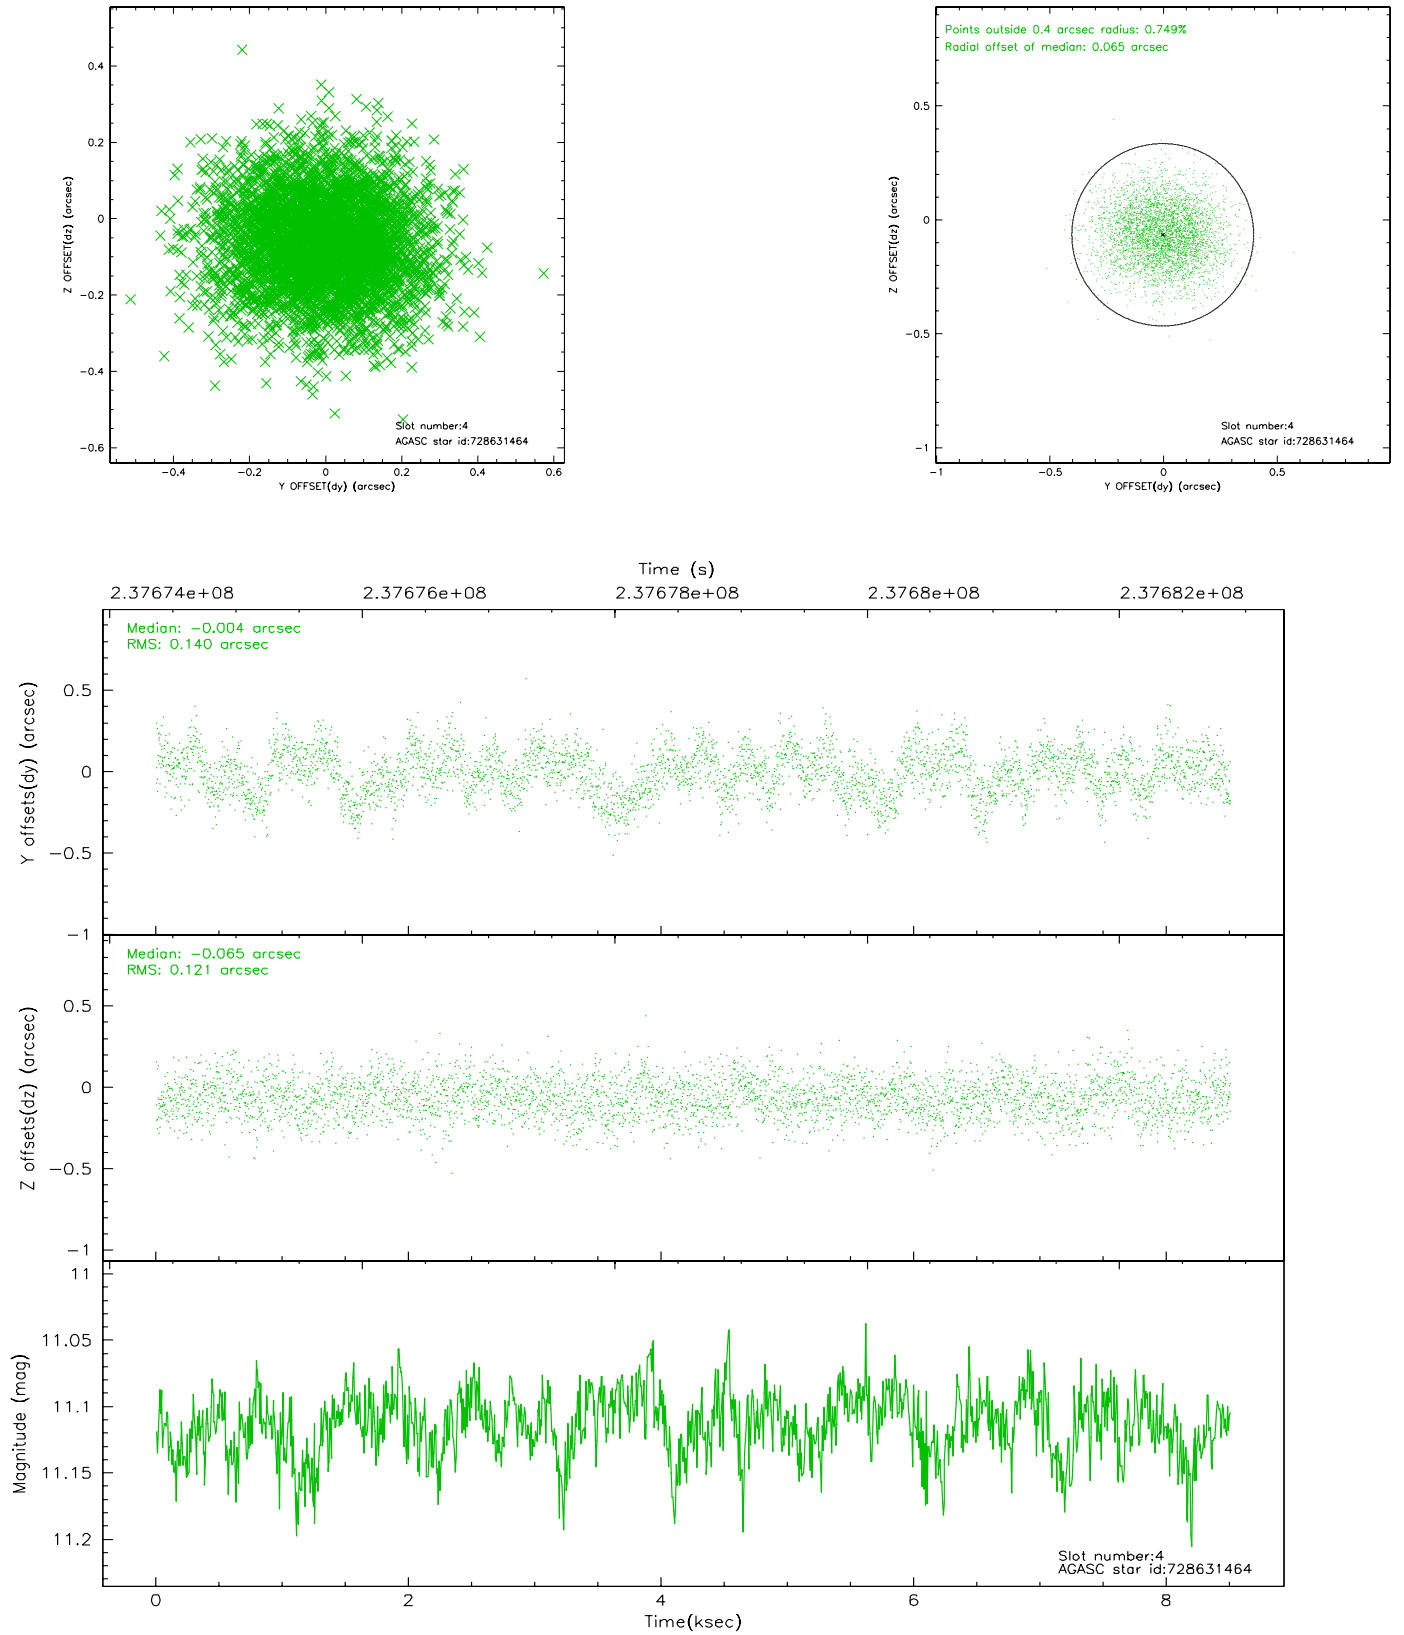 0.4
0.2
0
−0.2
−0.4
−0.6
Z OFFSET(dz) (arcsec)
Slot number:4
AGASC star id:728631464
−0.4 −0.2 0 0.2 0.4 0.6
Y OFFSET(dy) (arcsec)
Points outside 0.4 arcsec radius: 0.749%
Radial offset of median: 0.065 arcsec
0.5
0
−0.5
−1
Z OFFSET(dz) (arcsec)
Slot number:4
AGASC star id:728631464
−1 −0.5 0 0.5
Y OFFSET(dy) (arcsec)
Time (s)
2.37674e+08 2.37676e+08 2.37678e+08 2.3768e+08 2.37682e+08
Median: −0.004 arcsec
RMS: 0.140 arcsec
0.5
0
−0.5
−1
Y offsets(dy) (arcsec)
Median: −0.065 arcsec
RMS: 0.121 arcsec
0.5
0
−0.5
−1
Z offsets(dz) (arcsec)
11
11.05
11.1
11.15
11.2
Magnitude (mag)
Slot number:4
AGASC star id:728631464
0 2 4 6 8
Time(ksec)